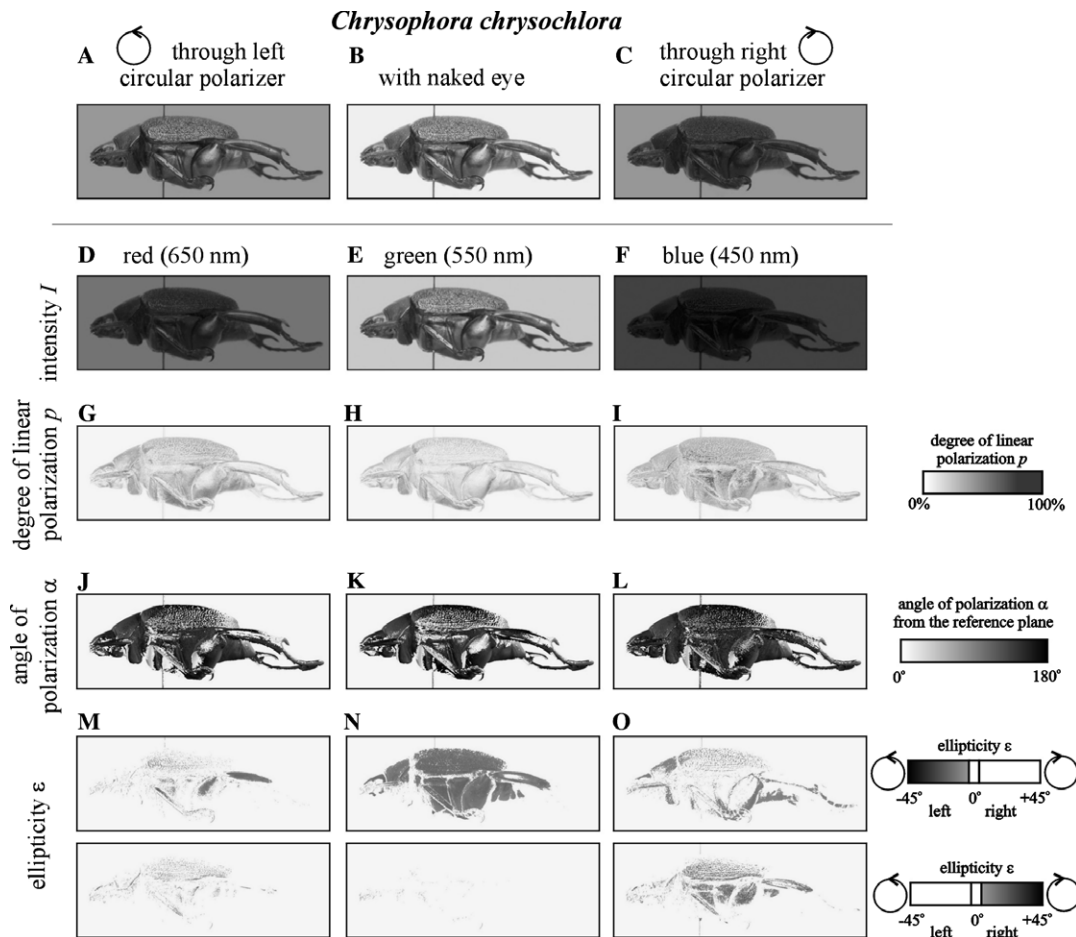 Chrysophora chrysochlora
A through left
circular polarizer
B
with naked eye
C through right
circular polarizer
D red (650 nm)
E green (550 nm)
F blue (450 nm)
intensity I
G
H
I
degree of linear
polarization p
degree of linear
polarization p
0% 100%
J
K
L
angle of
polarization α
angle of polarization α
from the reference plane
0° 180°
M
N
O
ellipticity ε
ellipticity ε
-45° 0° +45°
left right
ellipticity ε
-45° 0° +45°
left right